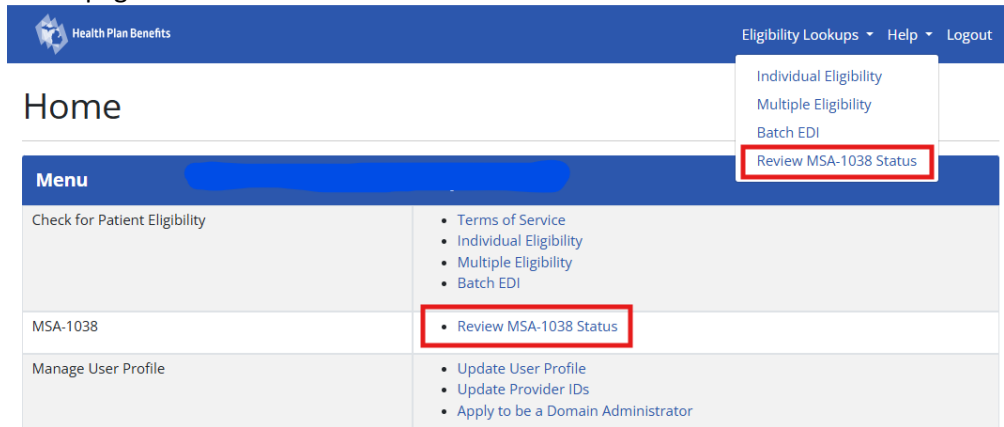 Health Plan Benefits
Eligibility Lookups Help Logout
Individual Eligibility
Multiple Eligibility
Batch EDI
Review MSA-1038 Status
Home
Menu
Check for Patient Eligibility
• Terms of Service
• Individual Eligibility
• Multiple Eligibility
• Batch EDI
MSA-1038
• Review MSA-1038 Status
Manage User Profile
• Update User Profile
• Update Provider IDs
• Apply to be a Domain Administrator